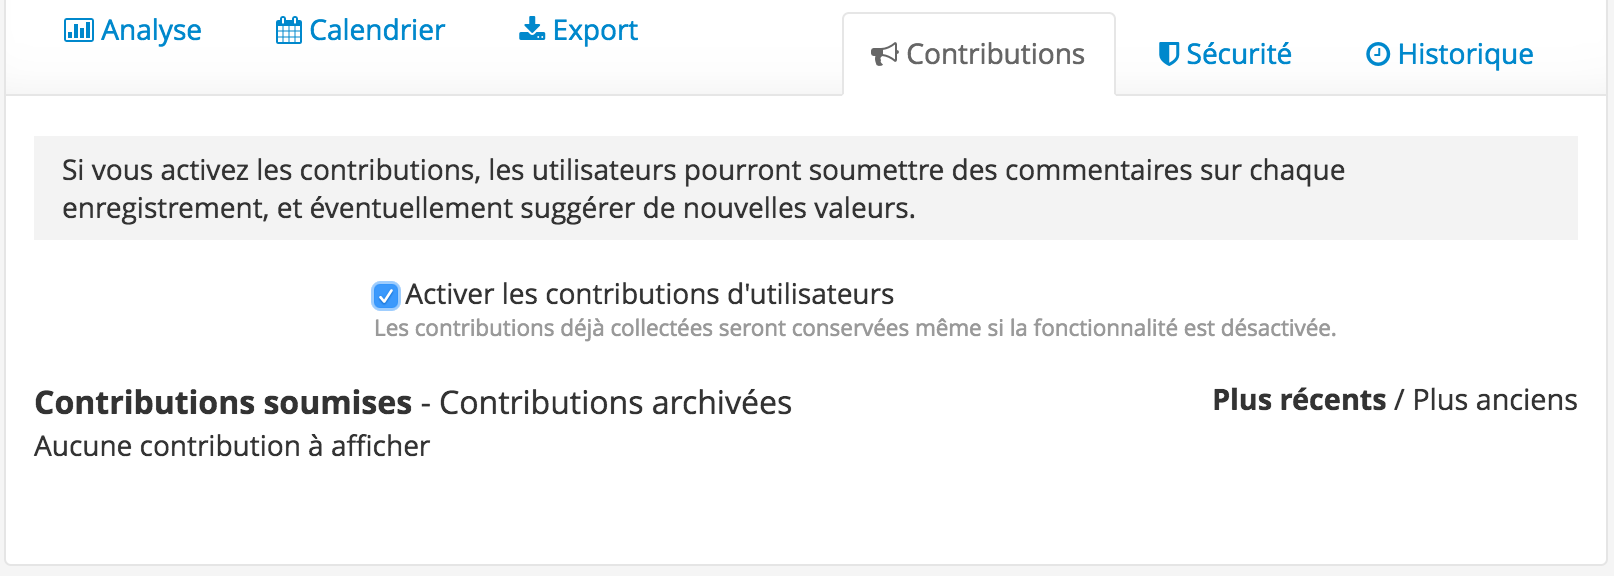 Analyse Calendrier Export Contributions Sécurité Historique
Si vous activez les contributions, les utilisateurs pourront soumettre des commentaires sur chaque
enregistrement, et éventuellement suggérer de nouvelles valeurs.
Activer les contributions d'utilisateurs
Les contributions déjà collectées seront conservées même si la fonctionnalité est désactivée.
Contributions soumises - Contributions archivées Plus récents / Plus anciens
Aucune contribution à afficher